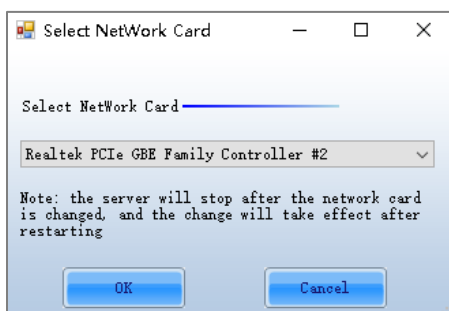 Select NetWork Card
Select NetWork Card
Realtek PCIe GBE Family Controller #2
Note: the server will stop after the network card
is changed, and the change will take effect after
restarting
OK Cancel